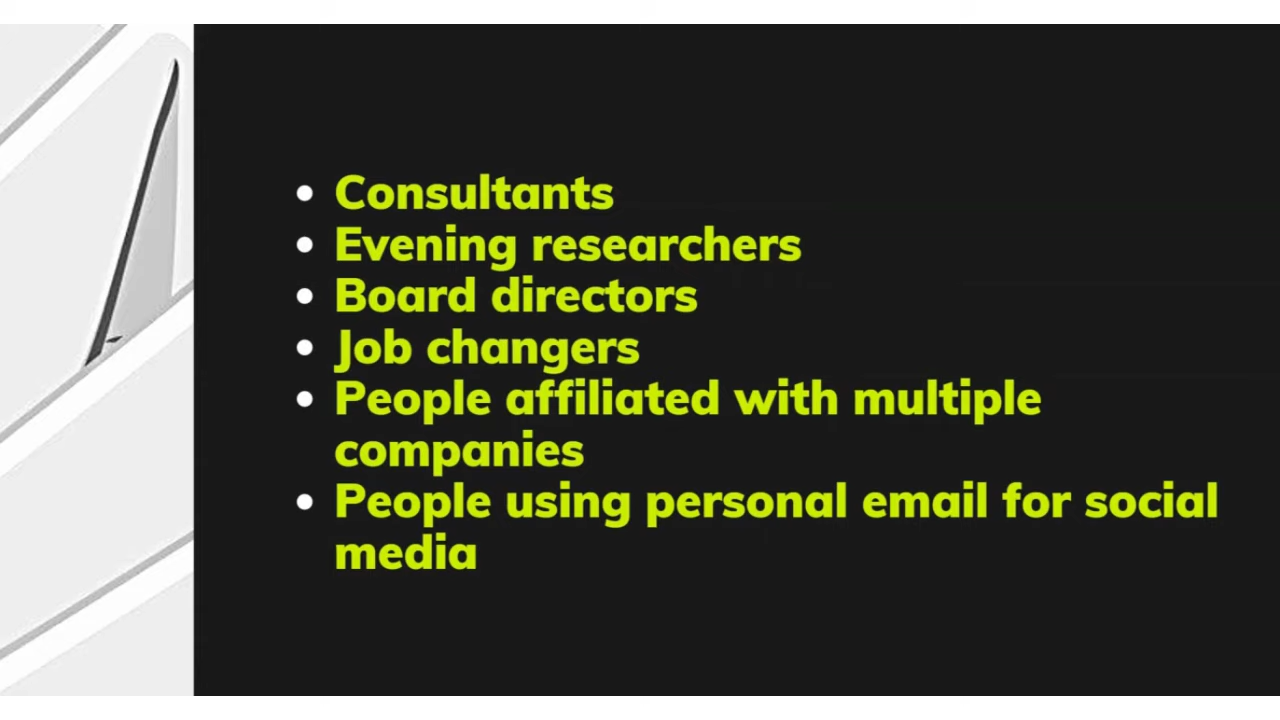 • Consultants
• Evening researchers
• Board directors
• Job changers
• People affiliated with multiple
companies
• People using personal email for social
media